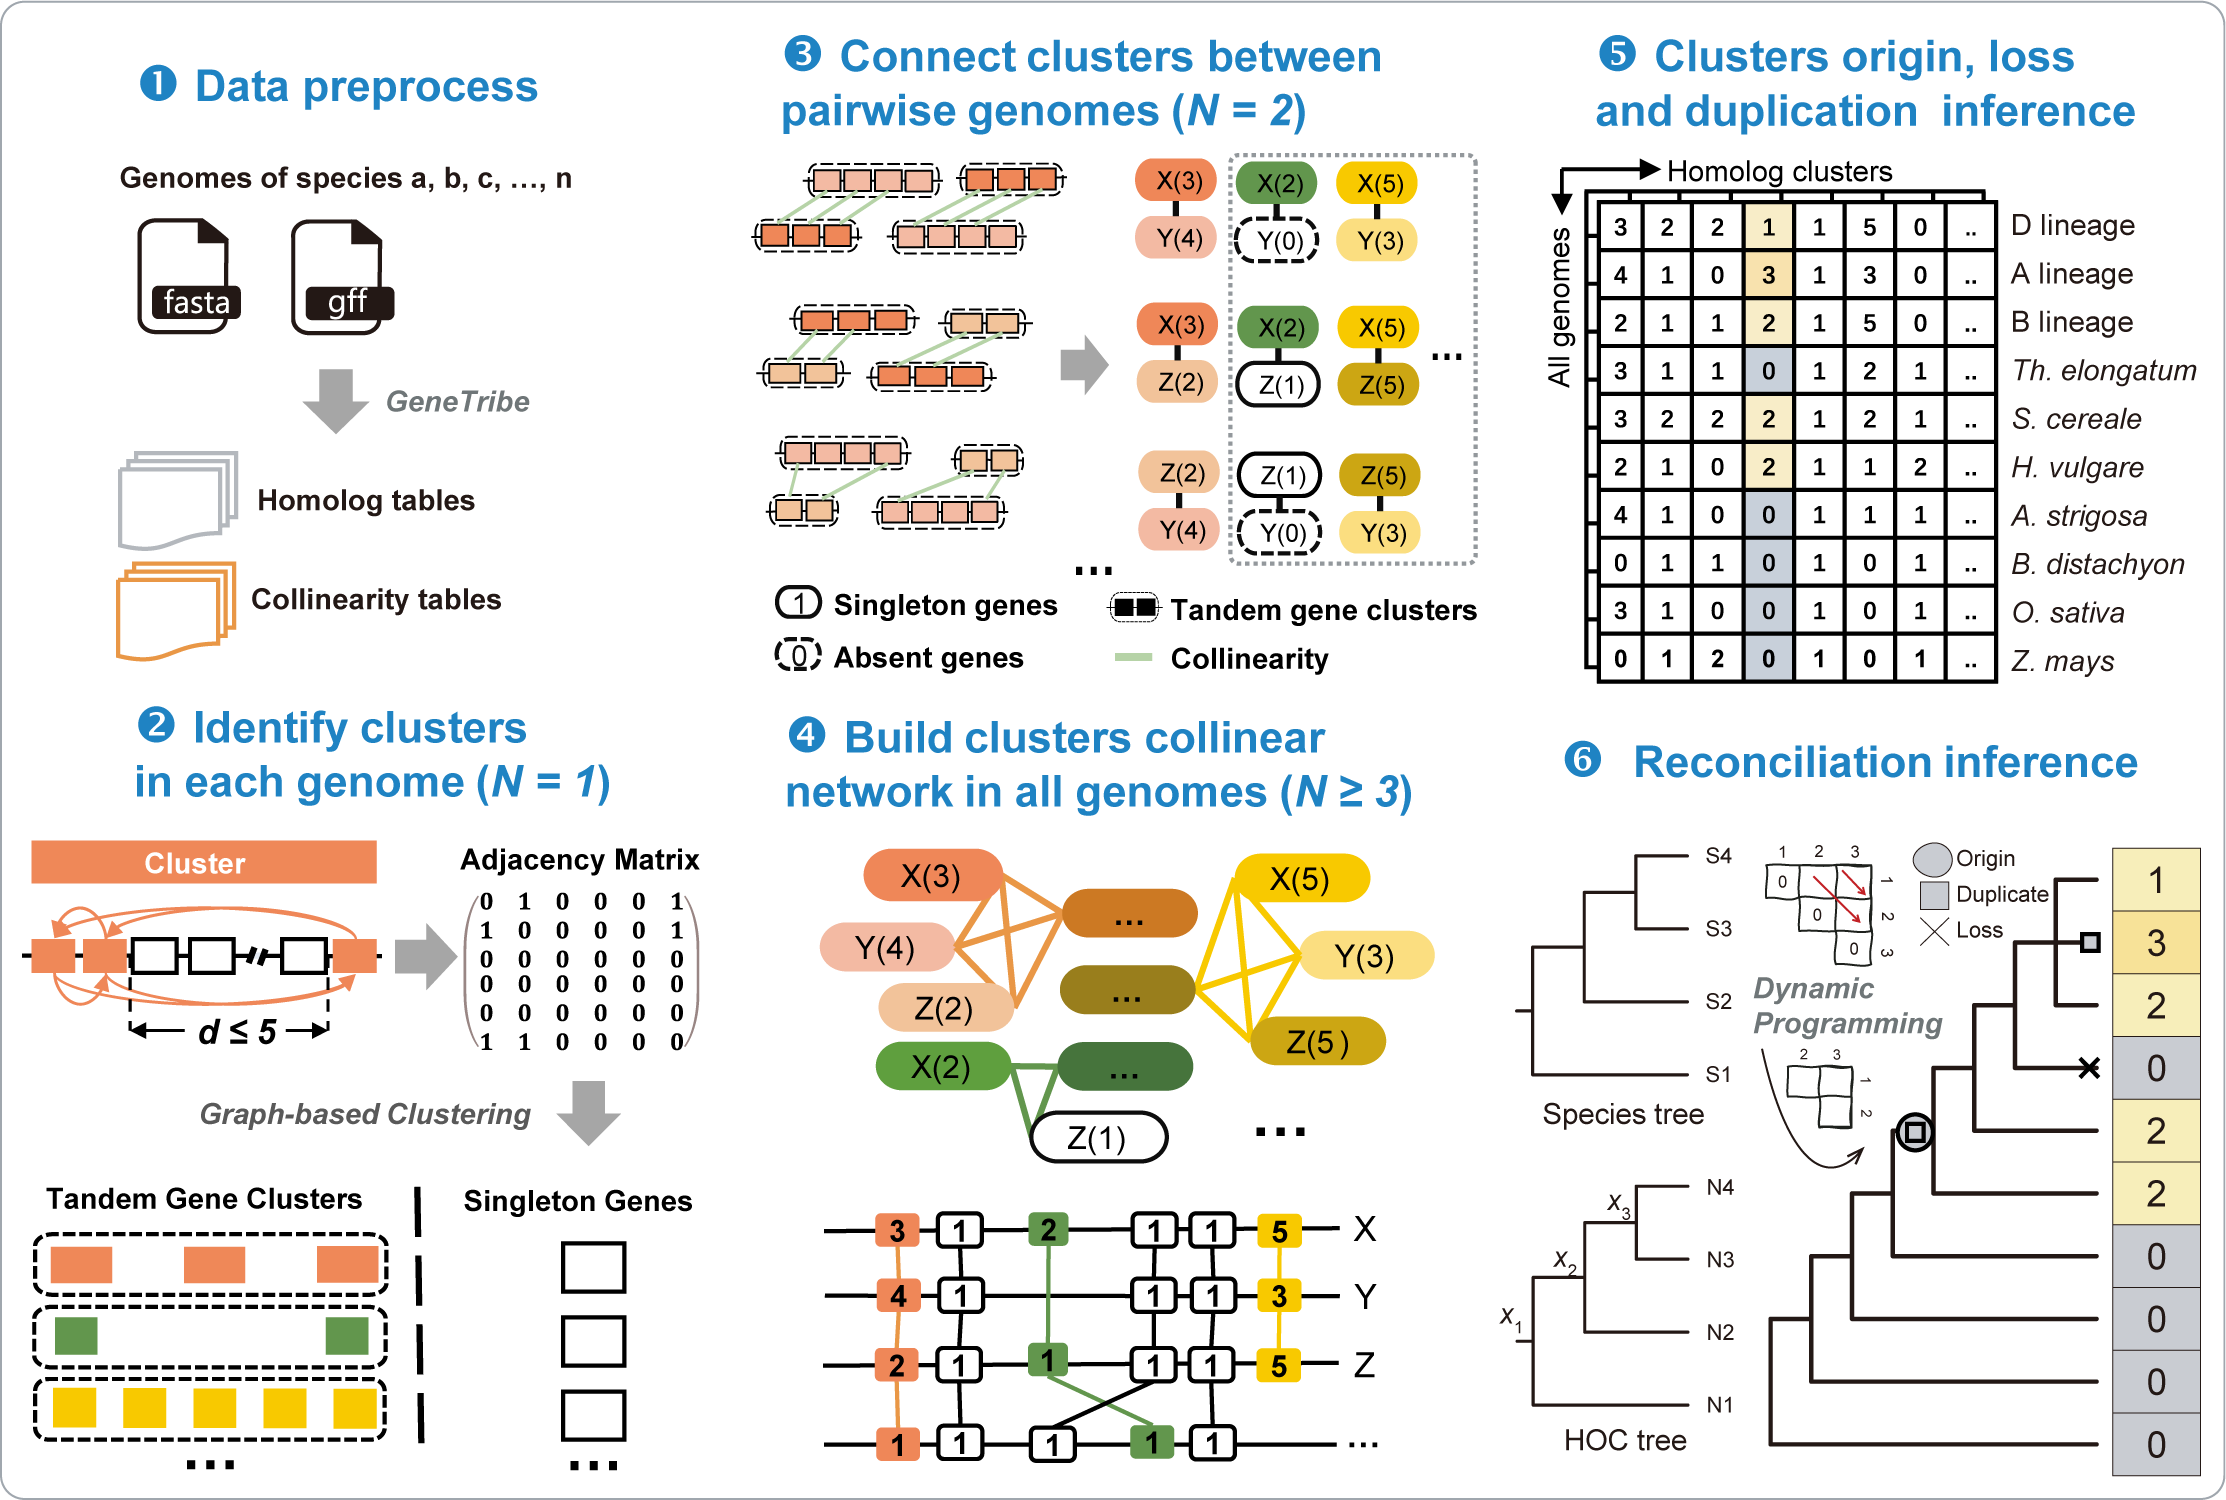 ❶ Data preprocess
Genomes of species a, b, c, ..., n
fasta
gff
GeneTribe
Homolog tables
Collinearity tables
❷ Identify clusters
in each genome (N = 1)
Cluster
d ≤ 5
Adjacency Matrix
0 1 0 0 0 1
1 0 0 0 0 1
0 0 0 0 0 0
0 0 0 0 0 0
0 0 0 0 0 0
1 1 0 0 0 0
Graph-based Clustering
Tandem Gene Clusters
Singleton Genes
...
...
❸ Connect clusters between
pairwise genomes (N = 2)
X(3) X(2) X(5)
Y(4) Y(0) Y(3)
X(3) X(2) X(5)
Z(2) Z(1) Z(5)
...
Z(2) Z(1) Z(5)
Y(4) Y(0) Y(3)
...
1 Singleton genes
Tandem gene clusters
0 Absent genes
Collinearity
❹ Build clusters collinear
network in all genomes (N ≥ 3)
X(3)
Y(4)
Z(2)
...
X(5)
Y(3)
Z(5)
...
X(2)
...
Z(1)
...
3 1 2 1 1 5 X
4 1 1 1 3 Y
2 1 1 1 1 5 Z
1 1 1 1 1 ...
❺ Clusters origin, loss
and duplication inference
Homolog clusters
All genomes
3 2 2 1 1 5 0 .. D lineage
4 1 0 3 1 3 0 .. A lineage
2 1 1 2 1 5 0 .. B lineage
3 1 1 0 1 2 1 .. Th. elongatum
3 2 2 2 1 2 1 .. S. cereale
2 1 0 2 1 1 2 .. H. vulgare
4 1 0 0 1 1 1 .. A. strigosa
0 1 1 0 1 0 1 .. B. distachyon
3 1 0 0 1 0 1 .. O. sativa
0 1 2 0 1 0 1 .. Z. mays
❻ Reconciliation inference
S4
S3
S2
S1
Species tree
1 2 3
0 1
0 2
0 3
Origin
Duplicate
Loss
Dynamic
Programming
2 3
1
2
x1
x2
x3
N4
N3
N2
N1
HOC tree
1
3
2
0
2
2
0
0
0
0